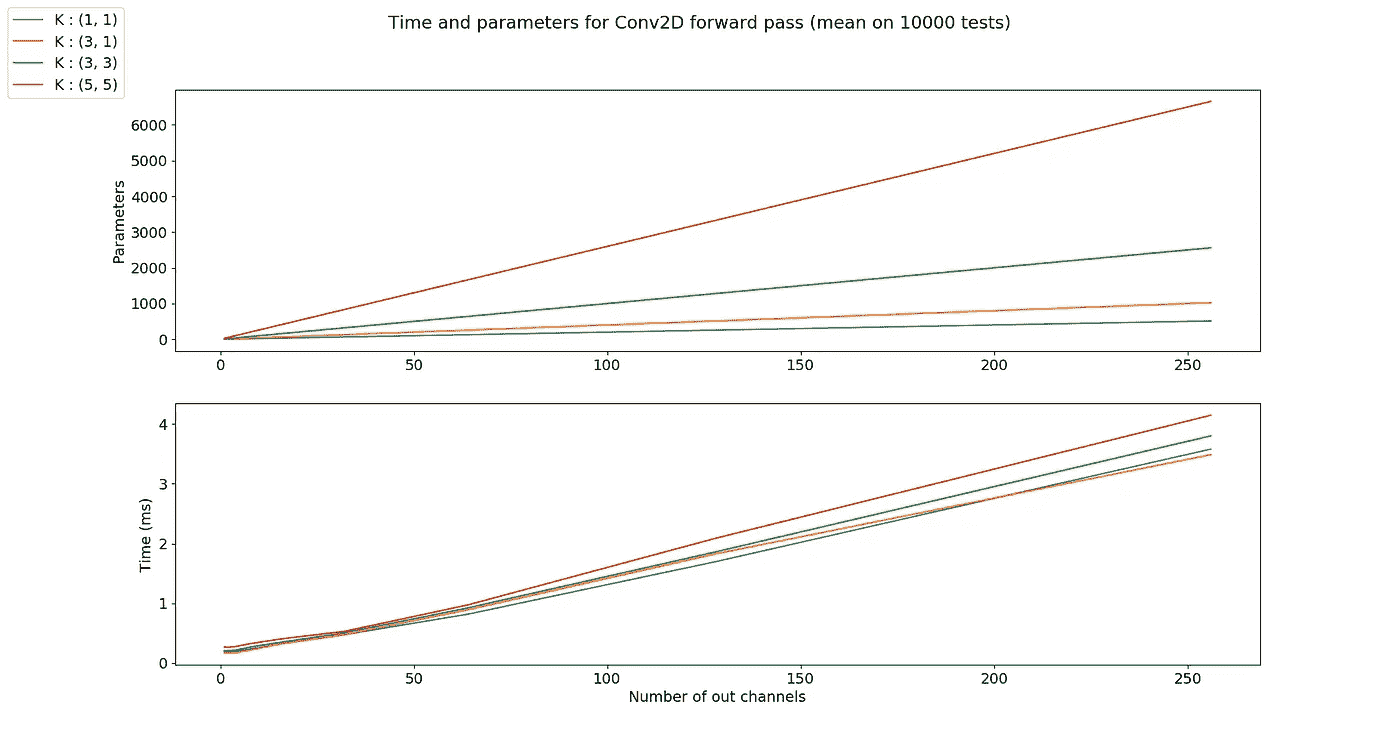 Time and parameters for Conv2D forward pass (mean on 10000 tests)
K : (1, 1)
K : (3, 1)
K : (3, 3)
K : (5, 5)
Parameters
6000
5000
4000
3000
2000
1000
0
0 50 100 150 200 250
Time (ms)
4
3
2
1
0
0 50 100 150 200 250
Number of out channels